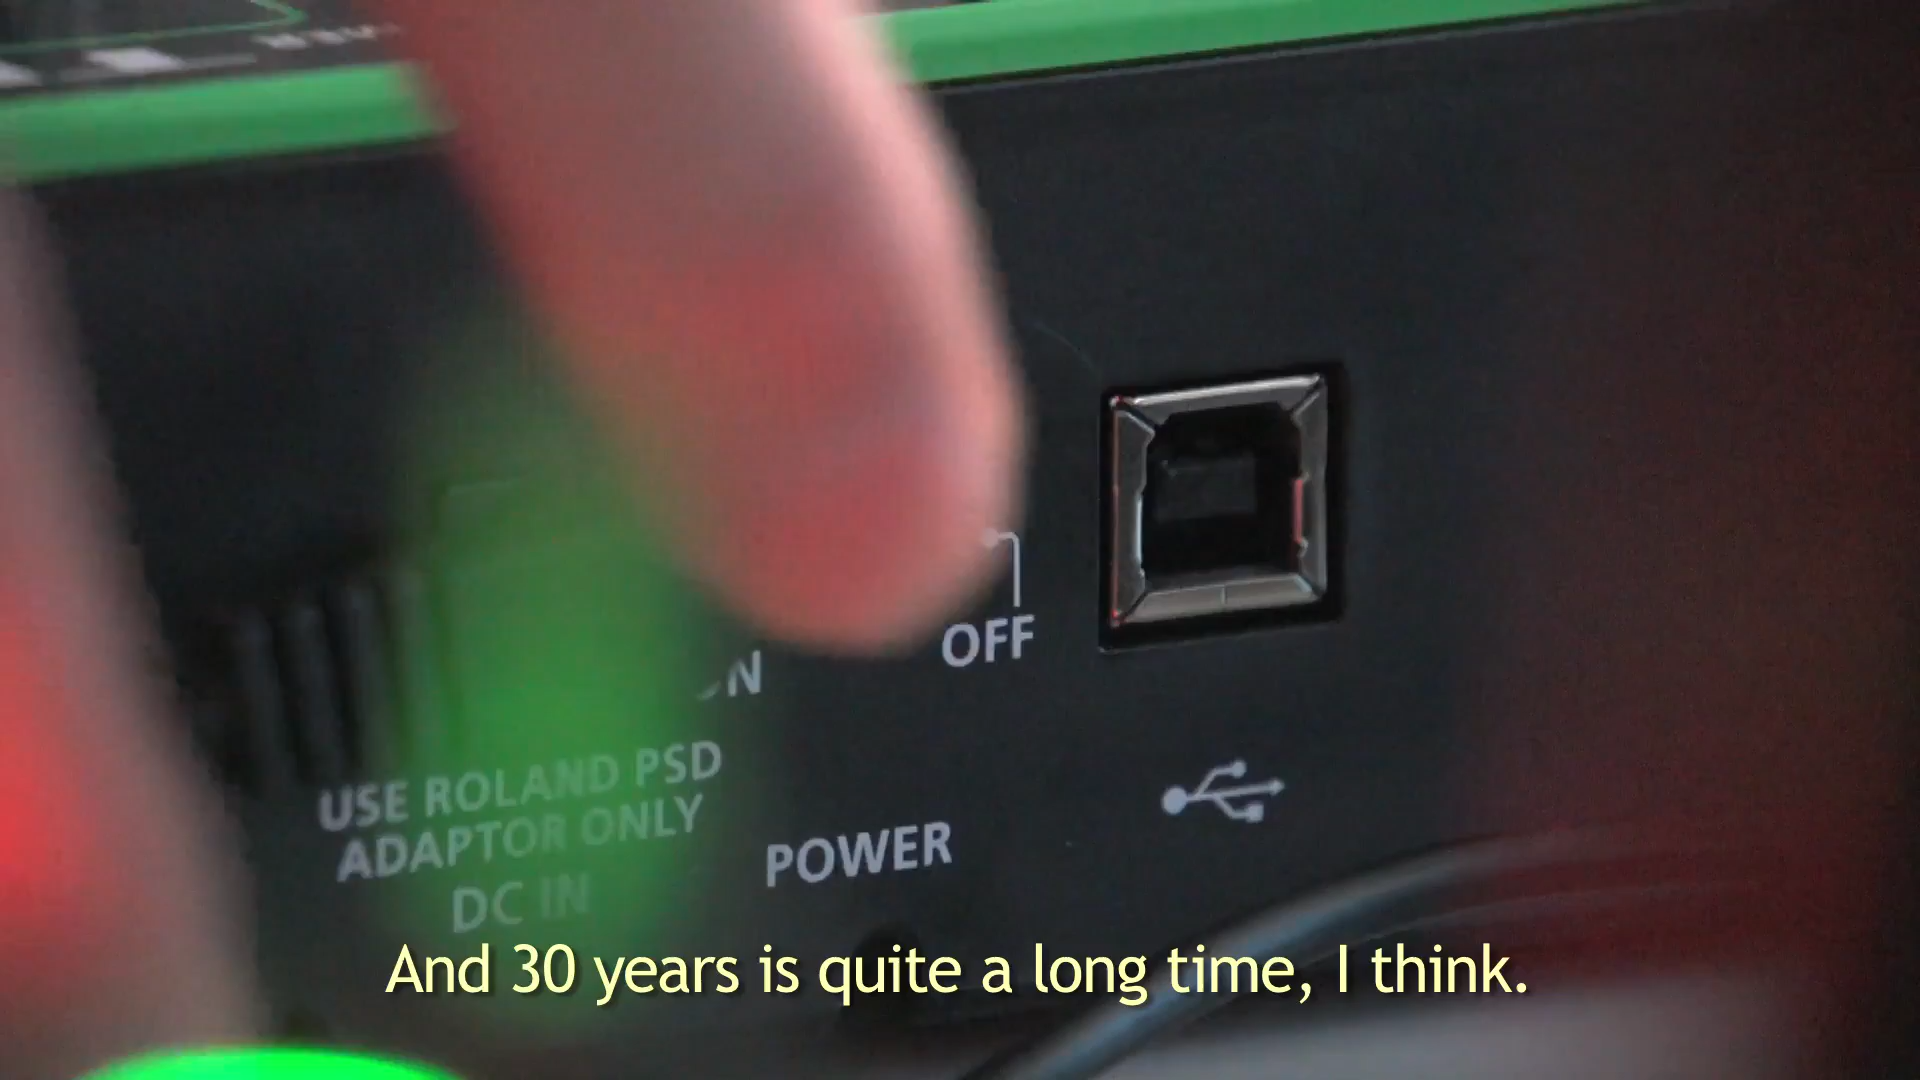 OFF
USE ROLAND PSD
ADAPTOR ONLY
DC IN
POWER
And 30 years is quite a long time, I think.